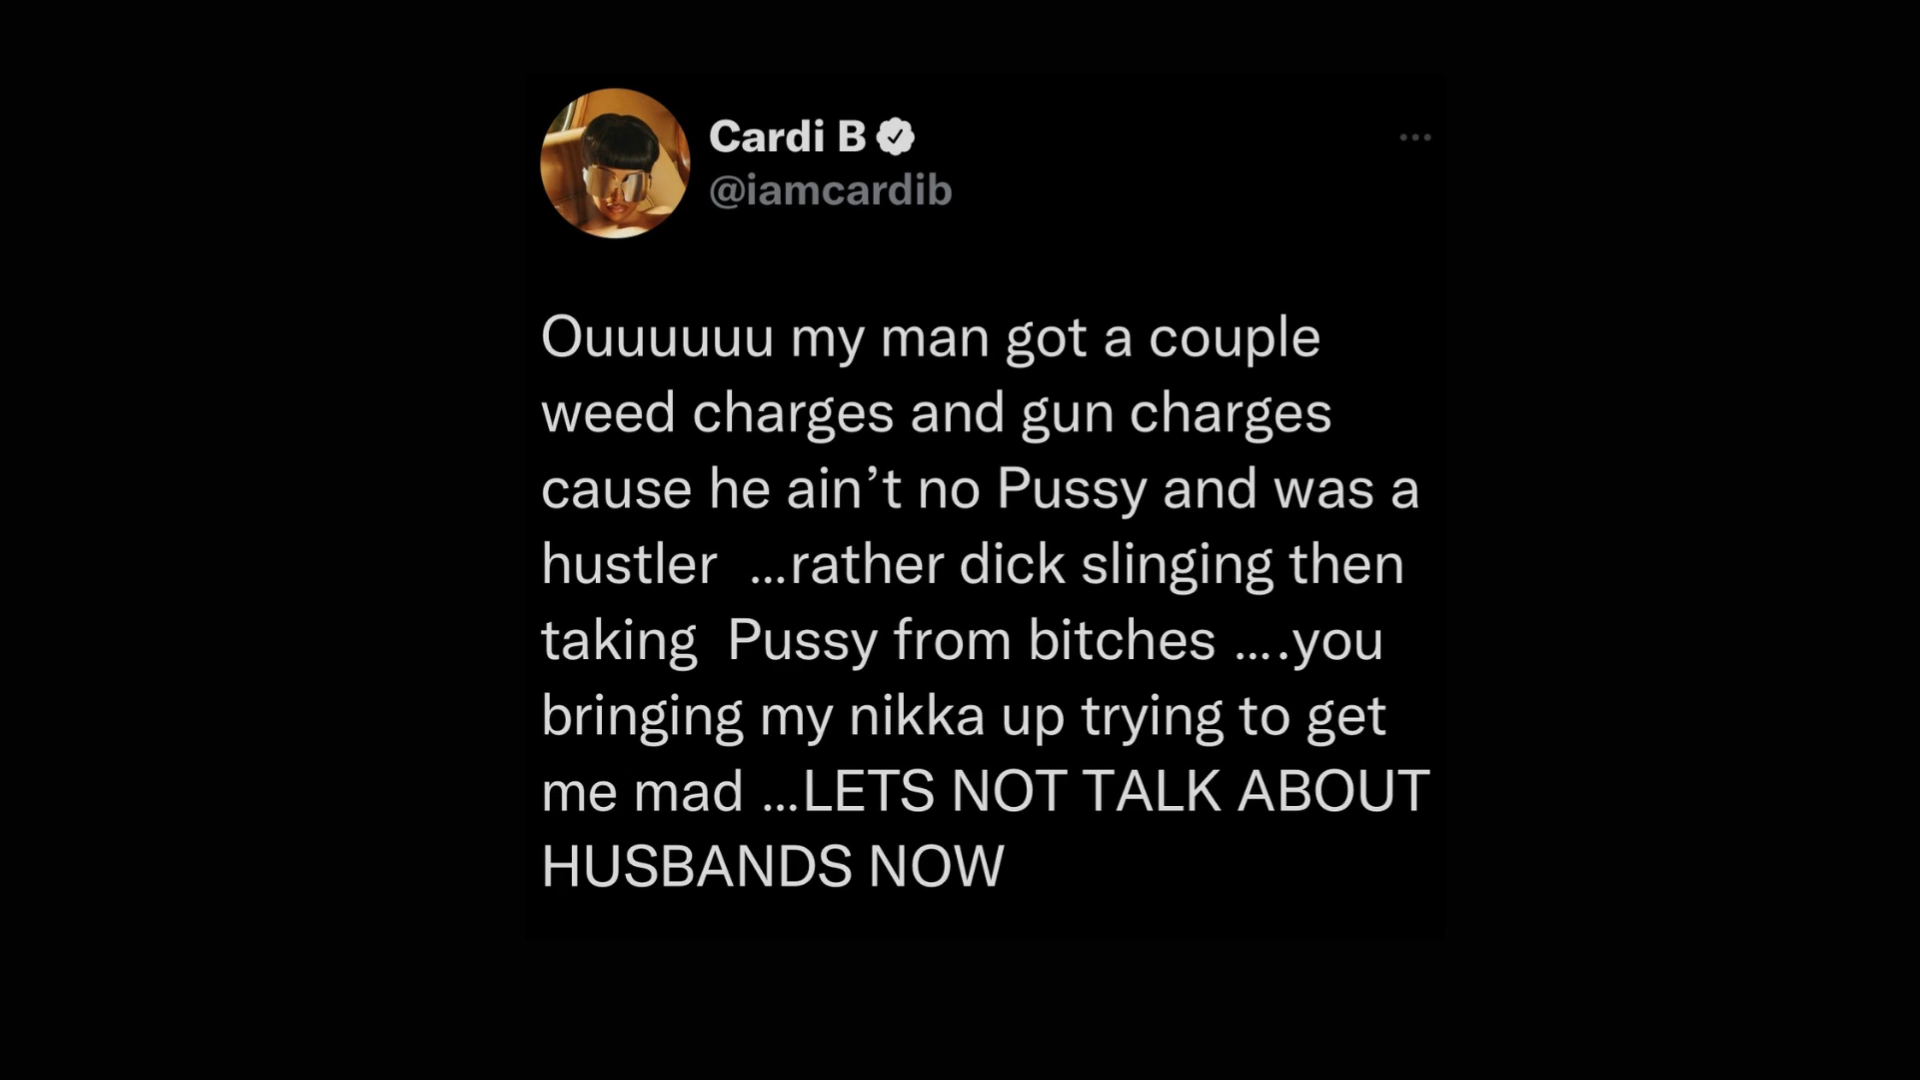 Cardi B
@iamcardib
Ouuuuuu my man got a couple
weed charges and gun charges
cause he ain’t no Pussy and was a
hustler  ...rather dick slinging then
taking  Pussy from bitches ....you
bringing my nikka up trying to get
me mad ...LETS NOT TALK ABOUT
HUSBANDS NOW